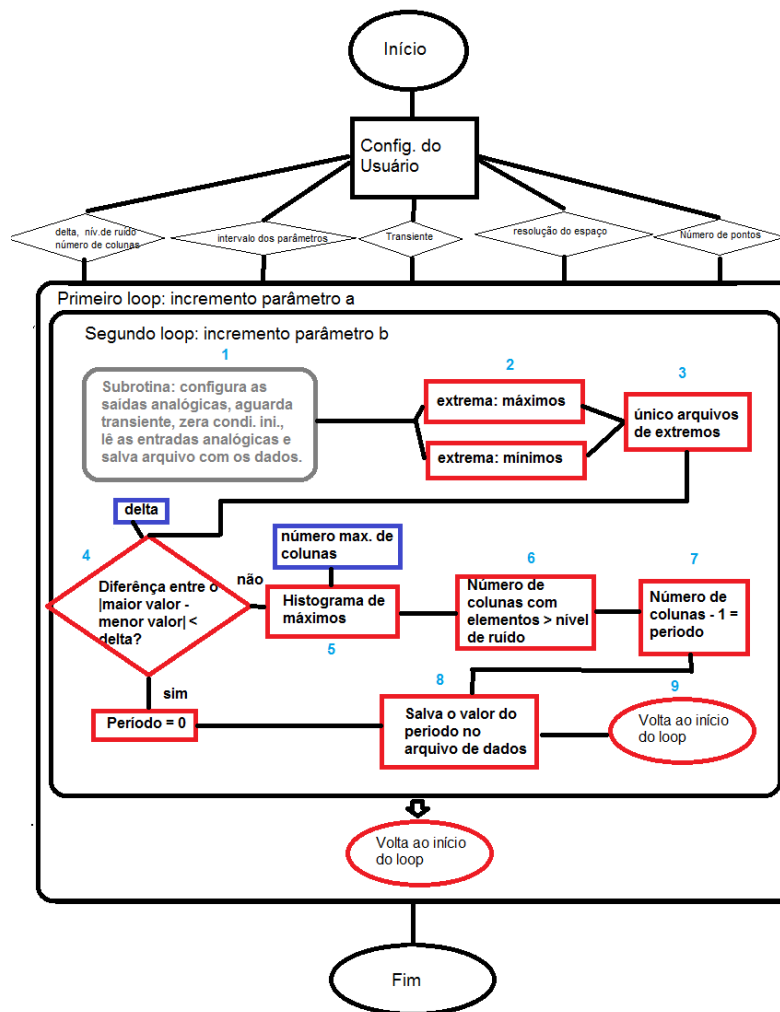 Início
Config. do
Usuário
delta, nív.de ruído
número de colunas
intervalo dos parâmetros
Transiente
resolução do espaço
Número de pontos
Primeiro loop: incremento parâmetro a
Segundo loop: incremento parâmetro b
1
Subrotina: configura as
saídas analógicas, aguarda
transiente, zera condi. ini.,
lê as entradas analógicas e
salva arquivo com os dados.
2
extrema: máximos
extrema: mínimos
3
único arquivos
de extremos
delta
4
Diferênça entre o
|maior valor -
menor valor| <
delta?
não
sim
número max. de
colunas
Histograma de
máximos
5
6
Número de
colunas com
elementos > nível
de ruído
7
Número de
colunas - 1 =
periodo
Período = 0
8
Salva o valor do
periodo no
arquivo de dados
9
Volta ao início
do loop
Volta ao início
do loop
Fim